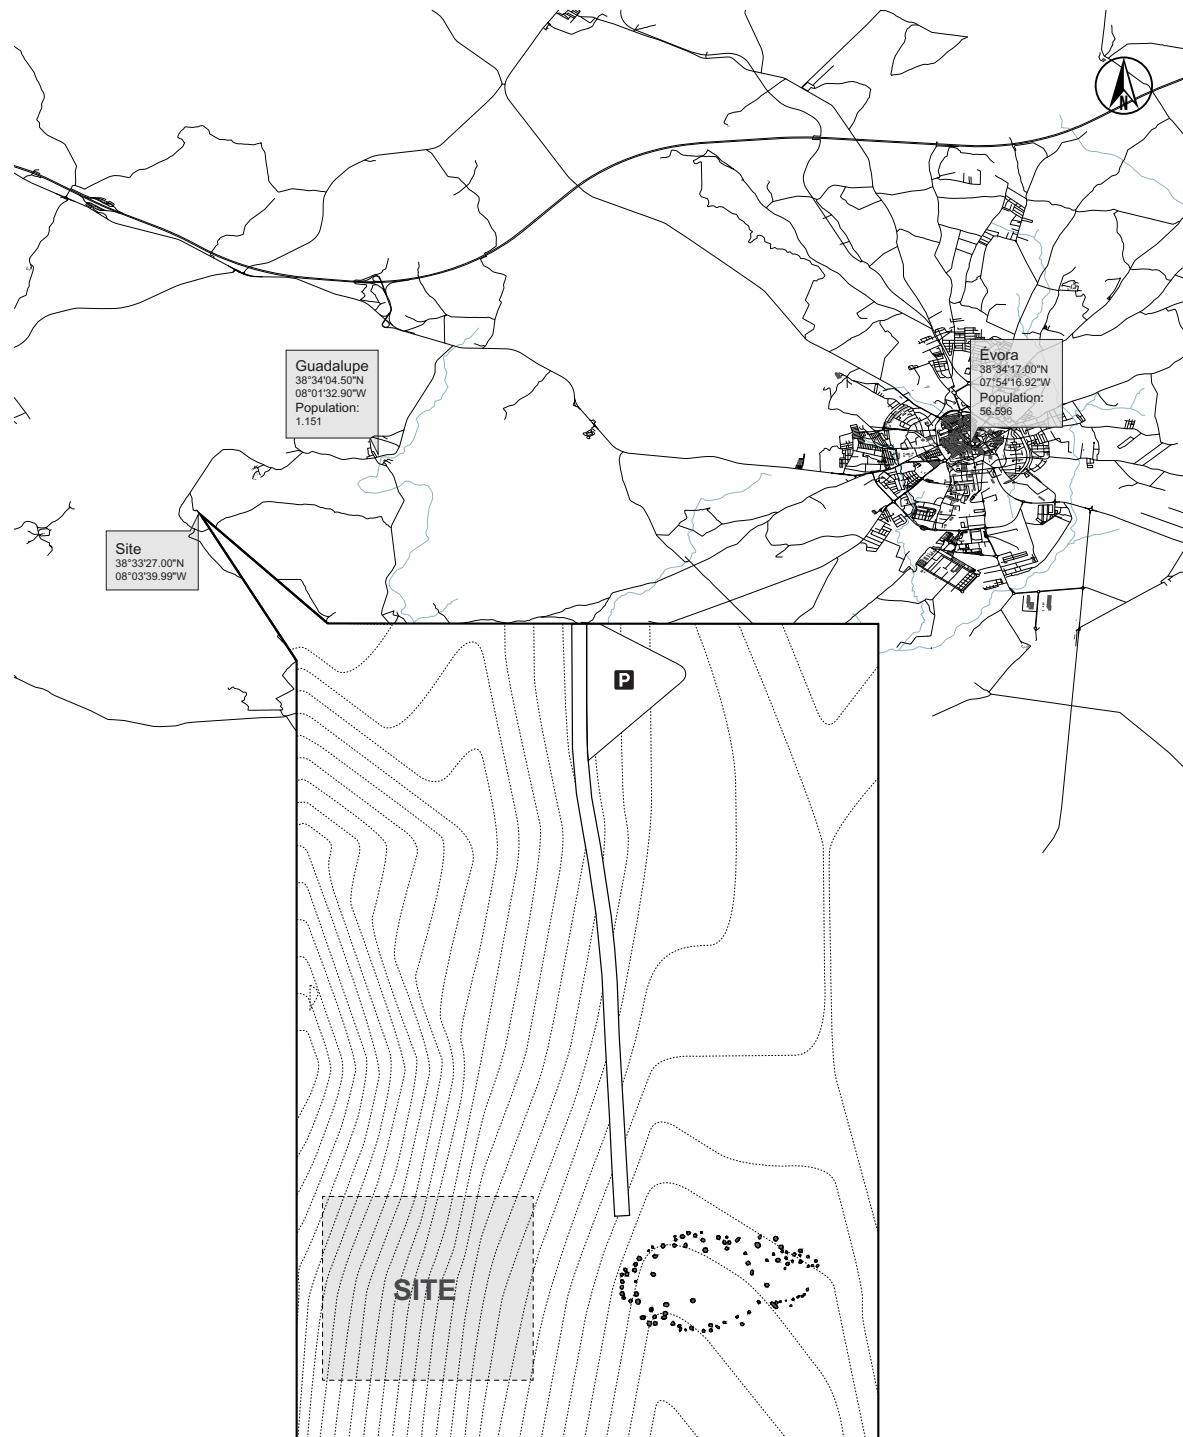 N
Évora
38°34'17.00"N
07°54'16.92"W
Population:
56.596
Guadalupe
38°34'04.50"N
08°01'32.90"W
Population:
1.151
Site
38°33'27.00"N
08°03'39.99"W
P
SITE